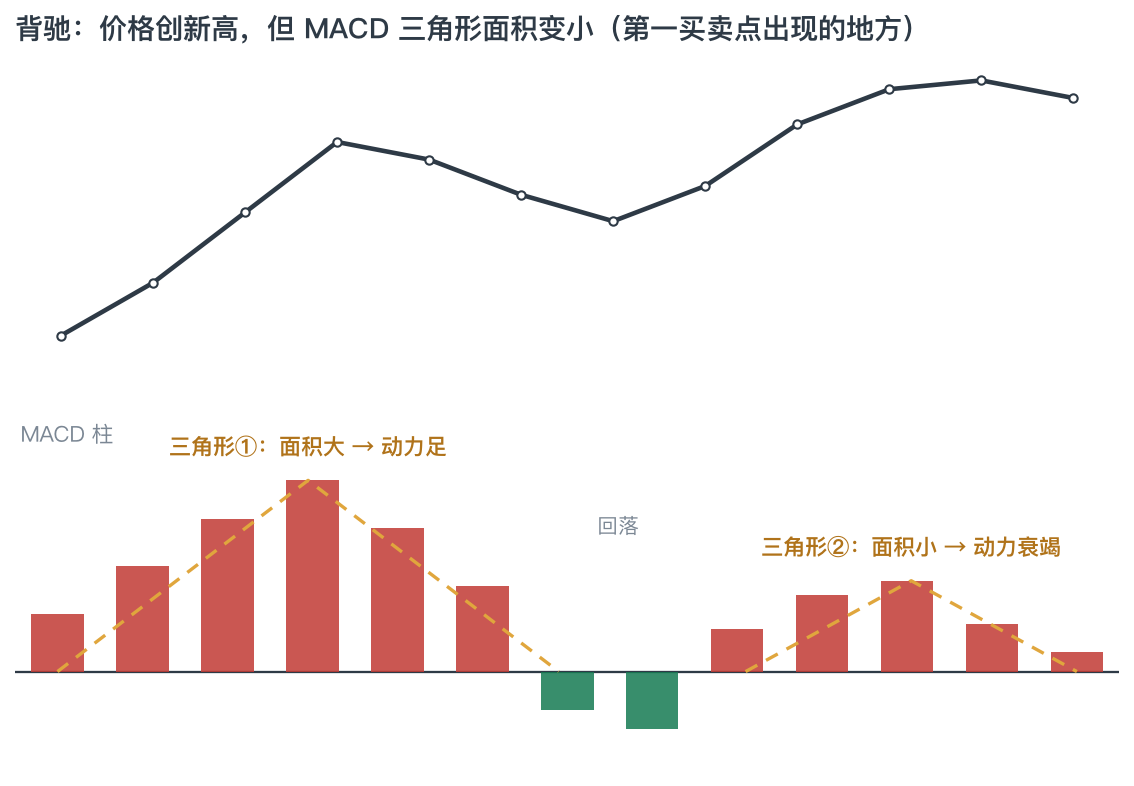 背驰：价格创新高，但 MACD 三角形面积变小（第一买卖点出现的地方）
MACD 柱
三角形①：面积大 → 动力足
回落
三角形②：面积小 → 动力衰竭